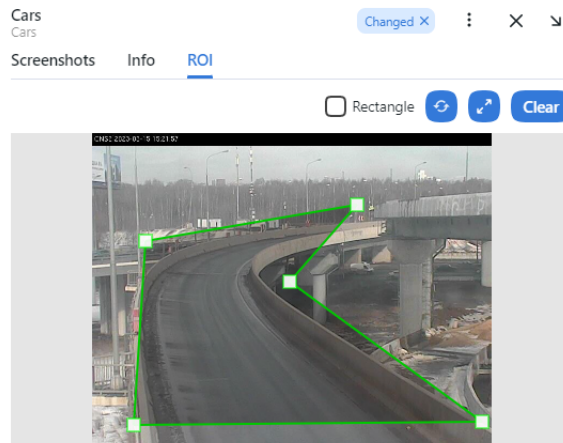 Cars
Changed ×
Cars
Screenshots Info ROI
Rectangle
Clear